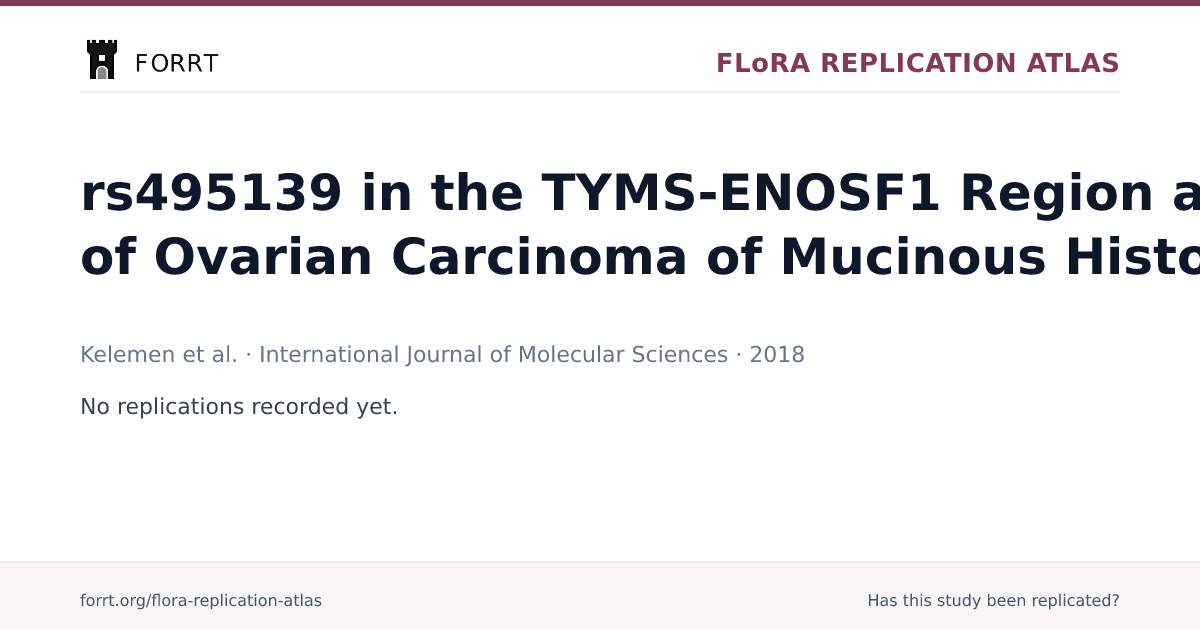 FORRT
FLoRA REPLICATION ATLAS
rs495139 in the TYMS-ENOSF1 Region
of Ovarian Carcinoma of Mucinous
Kelemen et al. · International Journal of Molecular Sciences · 2018
No replications recorded yet.
forrt.org/flora-replication-atlas
Has this study been replicated?